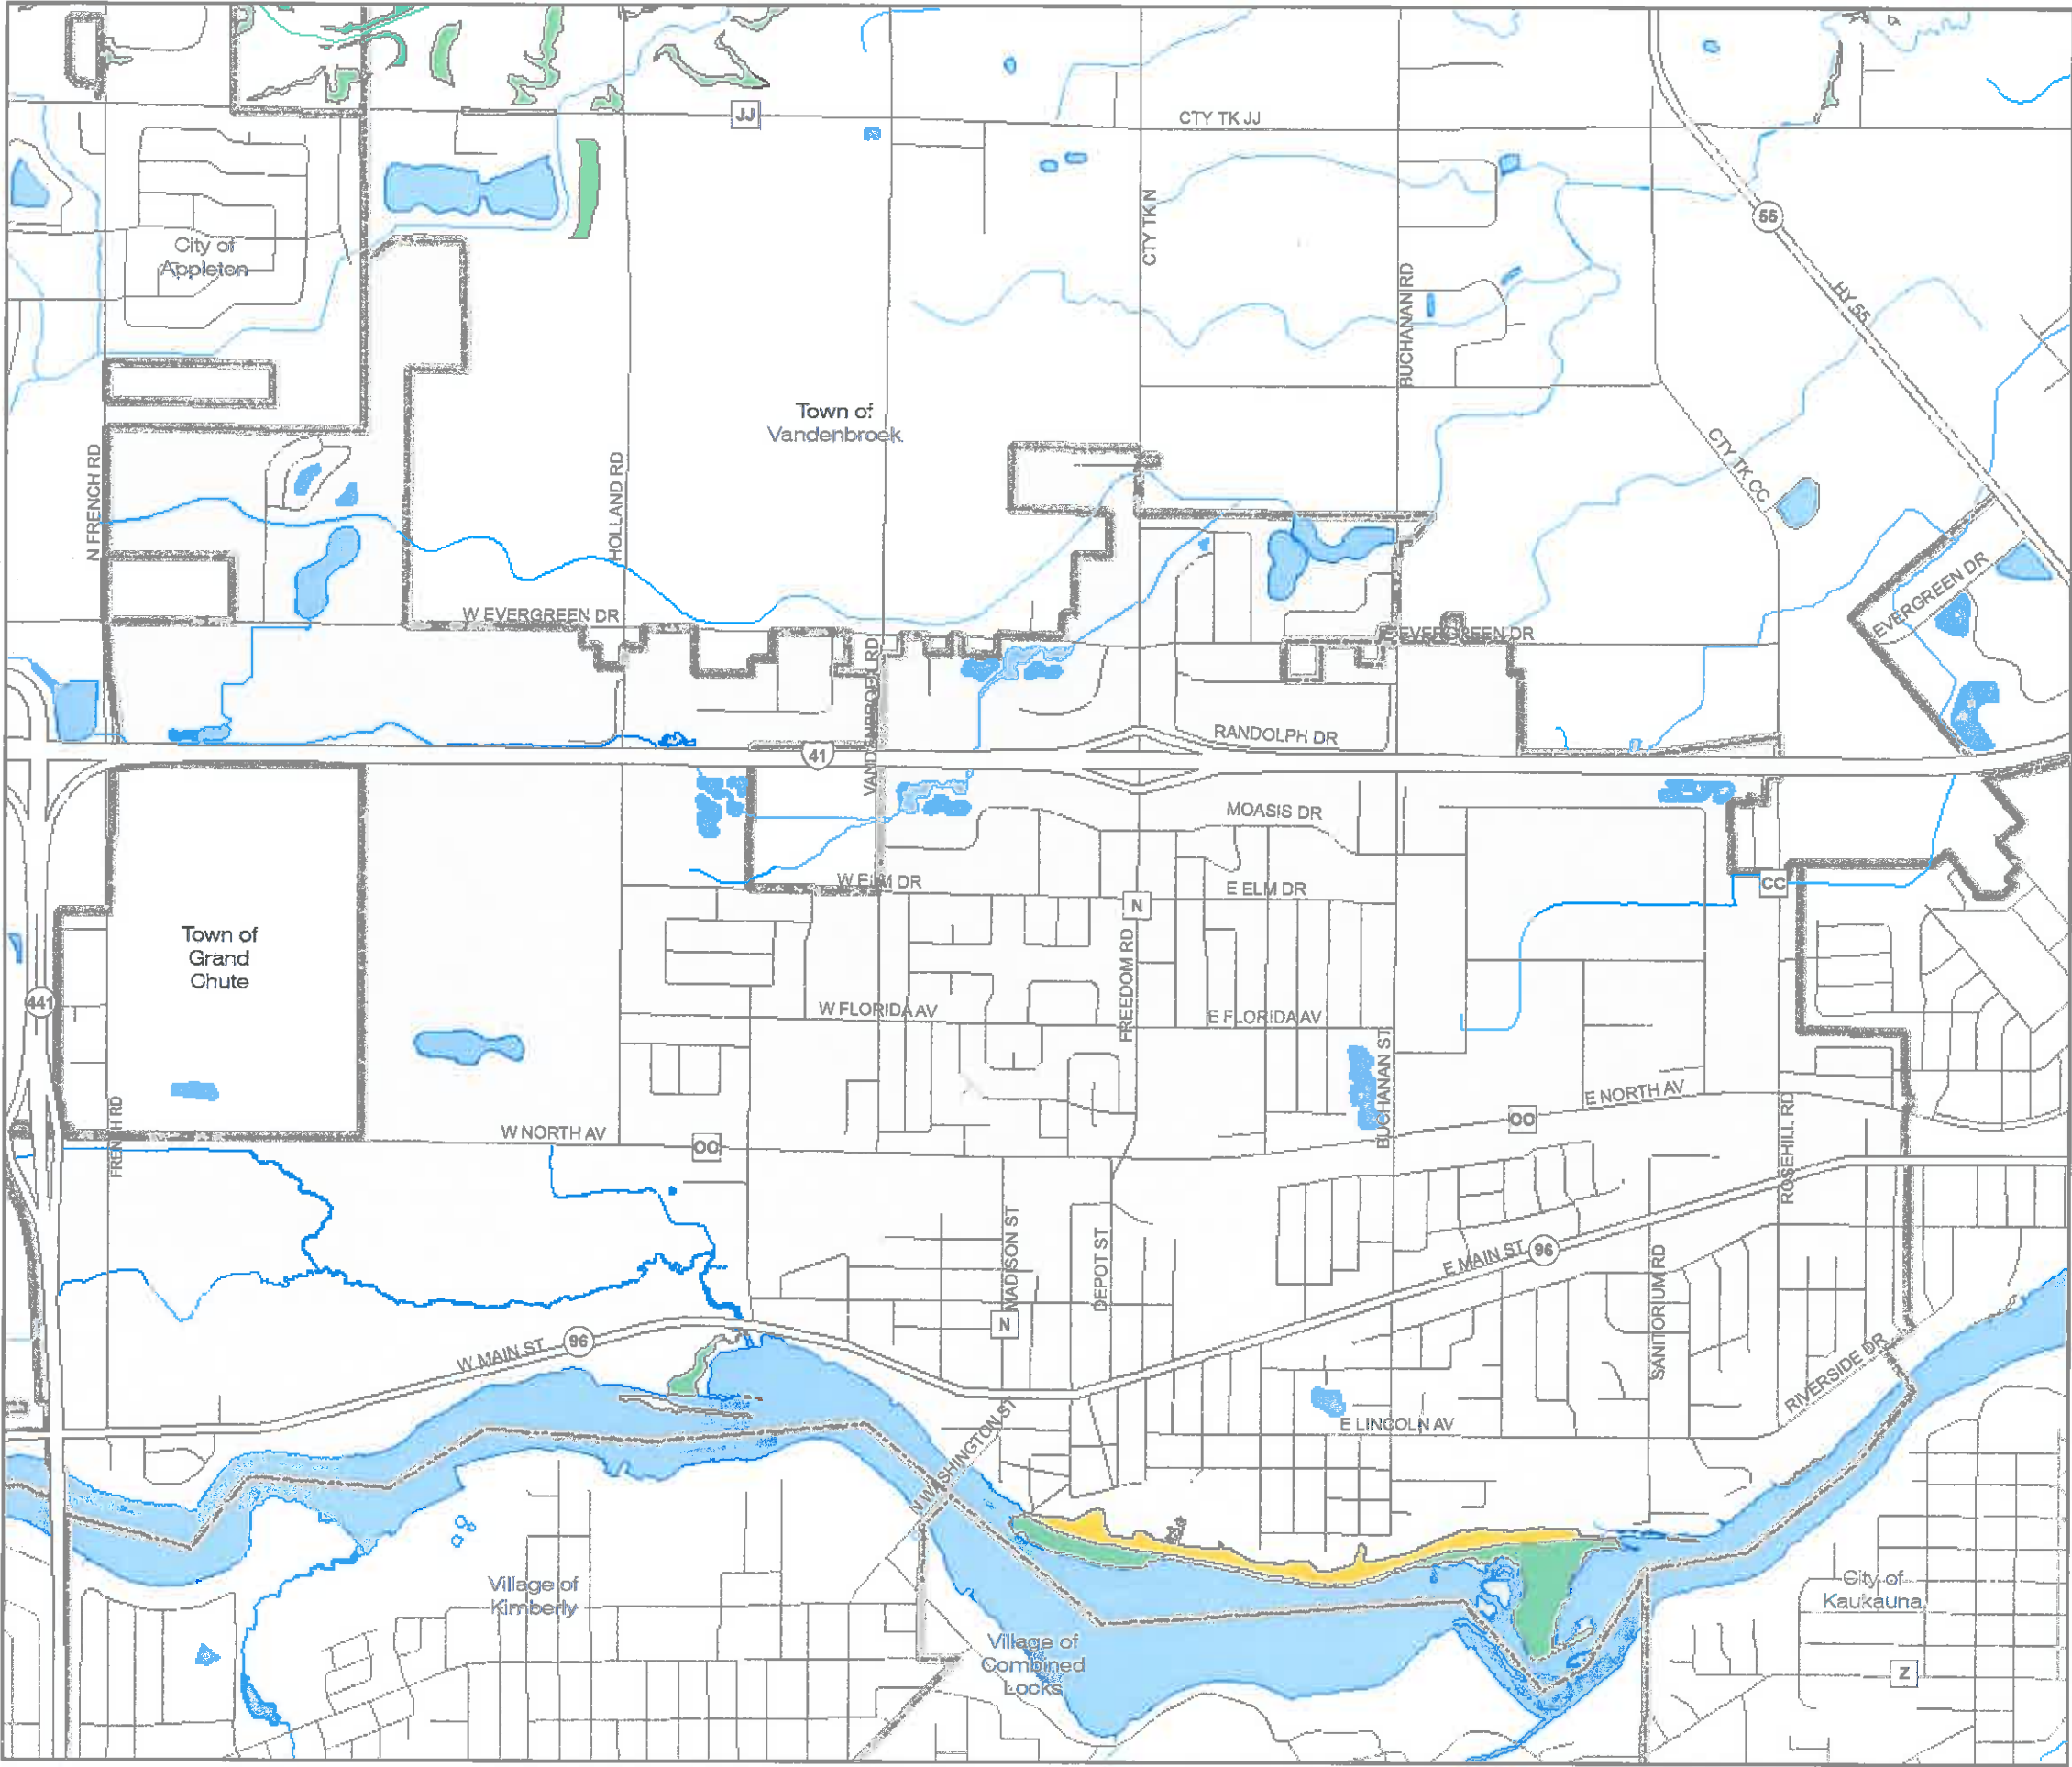 JJ
CTY TK JJ
City of
Appleton
CTY TK N
55
HY 55
BUCHANAN RD
Town of
Vandenbroek
N FRENCH RD
HOLLAND RD
CTY TK CC
W EVERGREEN DR
E EVERGREEN DR
EVERGREEN DR
RANDOLPH DR
41
MOASIS DR
W ELM DR
E ELM DR
N
CC
Town of
Grand
Chute
441
FREEDOM RD
W FLORIDA AV
E FLORIDA AV
BUCHANAN ST
FRENCH RD
W NORTH AV
OO
OO
E NORTH AV
ROSEHILL RD
MADISON ST
DEPOT ST
E MAIN ST
96
SANITORIUM RD
N
W MAIN ST
96
RIVERSIDE DR
E LINCOLN AV
N WASHINGTON ST
Village of
Kimberly
Village of
Combined
Locks
City of
Kaukauna
Z